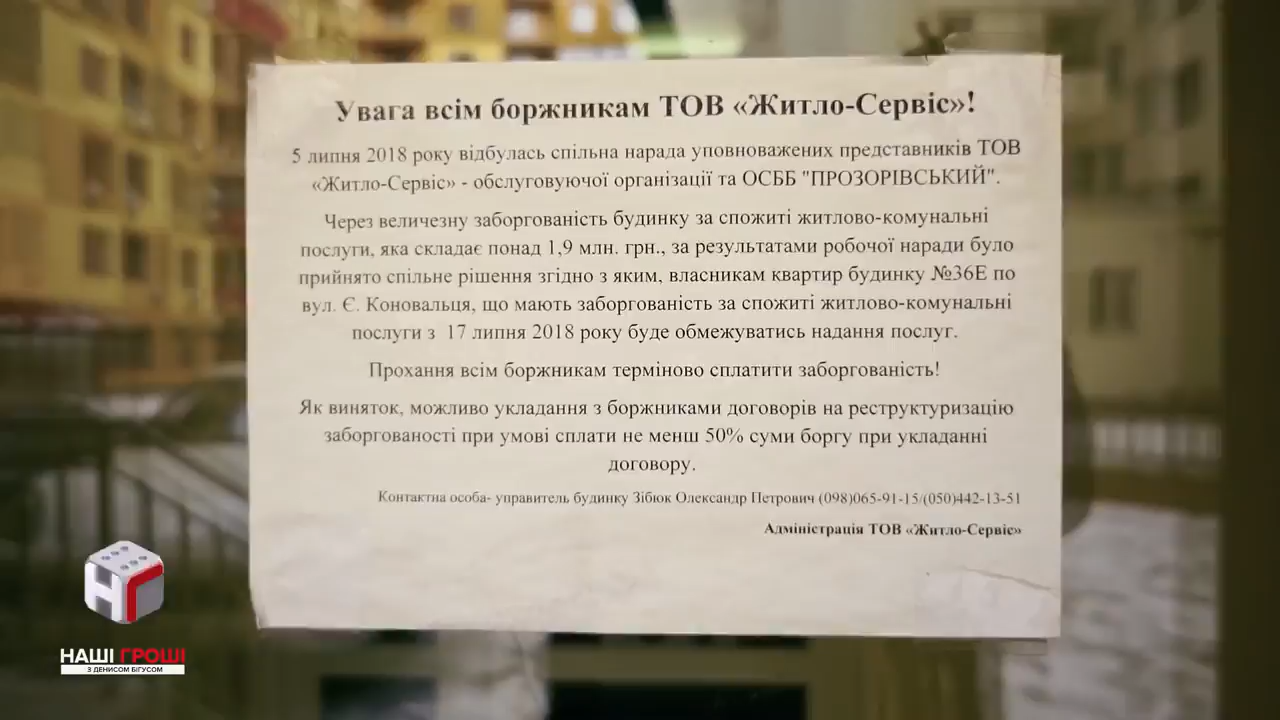 Увага всім боржникам ТОВ «Житло-Сервіс»!
5 липня 2018 року відбулась спільна нарада уповноважених представників ТОВ
«Житло-Сервіс» - обслуговуючої організації та ОСББ "ПРОЗОРІВСЬКИЙ".
Через величезну заборгованість будинку за спожиті житлово-комунальні
послуги, яка складає понад 1,9 млн. грн., за результатами робочої наради було
прийнято спільне рішення згідно з яким, власникам квартир будинку №36Е по
вул. Є. Коновальця, що мають заборгованість за спожиті житлово-комунальні
послуги з 17 липня 2018 року буде обмежуватись надання послуг.
Прохання всім боржникам терміново сплатити заборгованість!
Як виняток, можливо укладання з боржниками договорів на реструктуризацію
заборгованості при умові сплати не менш 50% суми боргу при укладанні
договору.
Контактна особа- управитель будинку Зібюк Олександр Петрович (098)065-91-15/(050)442-13-51
Адміністрація ТОВ «Житло-Сервіс»
НАШІ ГРОШІ
З ДЕНИСОМ БІГУСОМ